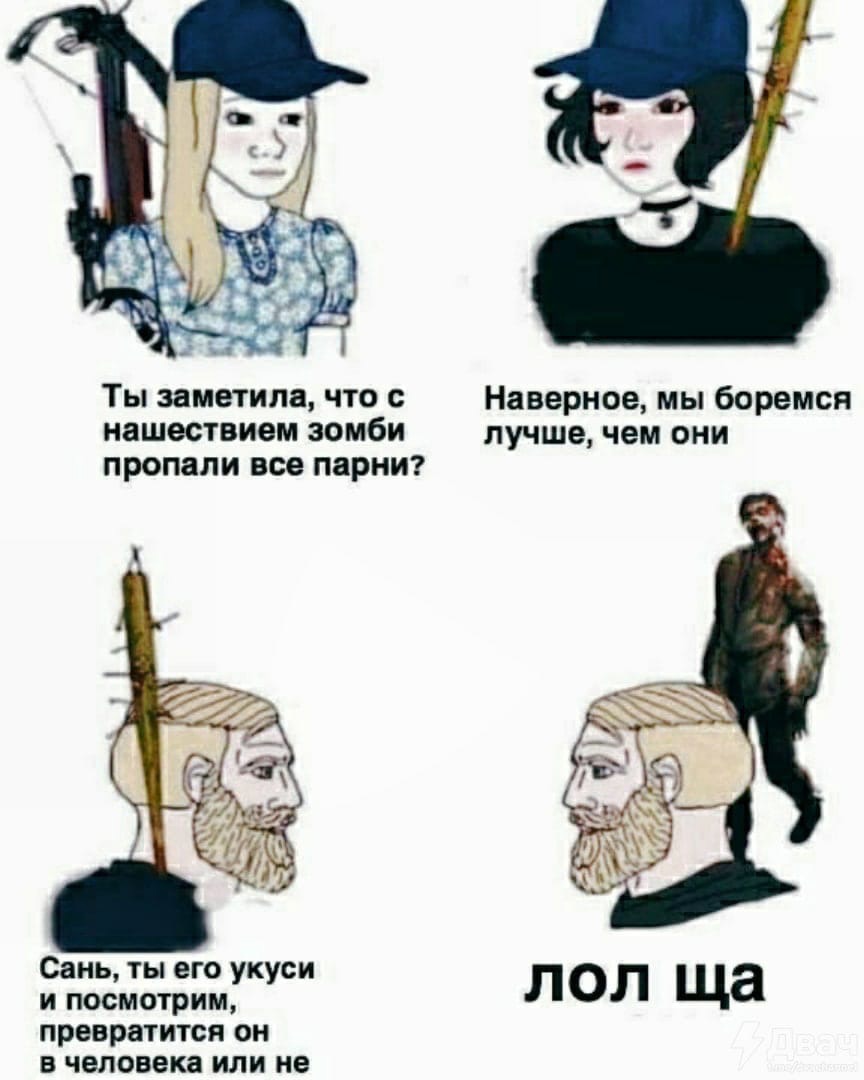 Ты заметила, что с
нашествием зомби
пропали все парни?
Наверное, мы боремся
лучше, чем они
Сань, ты его укуси
и посмотрим,
превратится он
в человека или не
лол ща
Двач